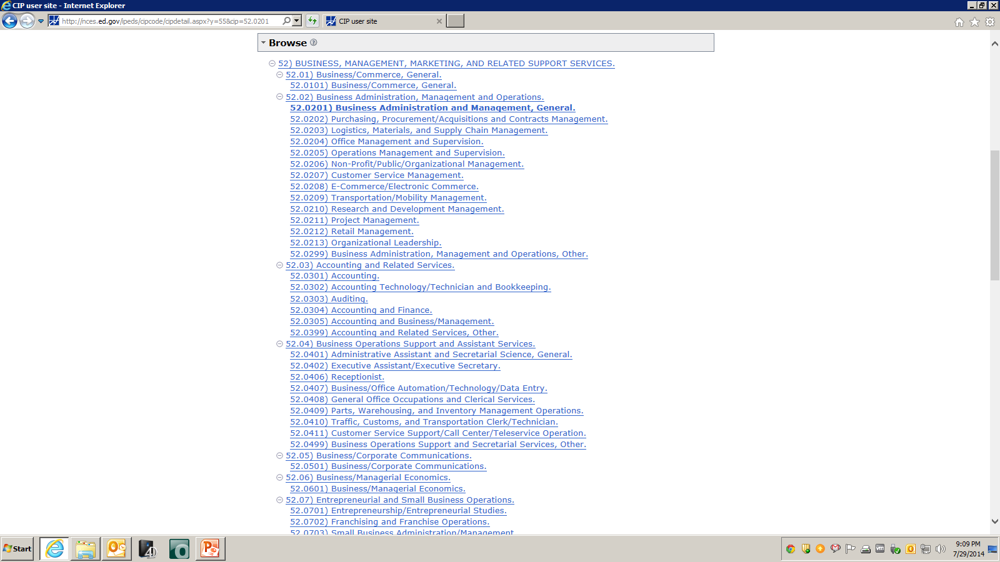 CIP user site - Internet Explorer
http://nces.ed.gov/ipeds/cipcode/cipdetail.aspx?y=55&cip=52.0201
CIP user site
Browse
52) BUSINESS, MANAGEMENT, MARKETING, AND RELATED SUPPORT SERVICES.
52.01) Business/Commerce, General.
52.0101) Business/Commerce, General.
52.02) Business Administration, Management and Operations.
52.0201) Business Administration and Management, General.
52.0202) Purchasing, Procurement/Acquisitions and Contracts Management.
52.0203) Logistics, Materials, and Supply Chain Management.
52.0204) Office Management and Supervision.
52.0205) Operations Management and Supervision.
52.0206) Non-Profit/Public/Organizational Management.
52.0207) Customer Service Management.
52.0208) E-Commerce/Electronic Commerce.
52.0209) Transportation/Mobility Management.
52.0210) Research and Development Management.
52.0211) Project Management.
52.0212) Retail Management.
52.0213) Organizational Leadership.
52.0299) Business Administration, Management and Operations, Other.
52.03) Accounting and Related Services.
52.0301) Accounting.
52.0302) Accounting Technology/Technician and Bookkeeping.
52.0303) Auditing.
52.0304) Accounting and Finance.
52.0305) Accounting and Business/Management.
52.0399) Accounting and Related Services, Other.
52.04) Business Operations Support and Assistant Services.
52.0401) Administrative Assistant and Secretarial Science, General.
52.0402) Executive Assistant/Executive Secretary.
52.0406) Receptionist.
52.0407) Business/Office Automation/Technology/Data Entry.
52.0408) General Office Occupations and Clerical Services.
52.0409) Parts, Warehousing, and Inventory Management Operations.
52.0410) Traffic, Customs, and Transportation Clerk/Technician.
52.0411) Customer Service Support/Call Center/Teleservice Operation.
52.0499) Business Operations Support and Secretarial Services, Other.
52.05) Business/Corporate Communications.
52.0501) Business/Corporate Communications.
52.06) Business/Managerial Economics.
52.0601) Business/Managerial Economics.
52.07) Entrepreneurial and Small Business Operations.
52.0701) Entrepreneurship/Entrepreneurial Studies.
52.0702) Franchising and Franchise Operations.
52.0703) Small Business Administration/Management.
Start
9:09 PM
7/29/2014